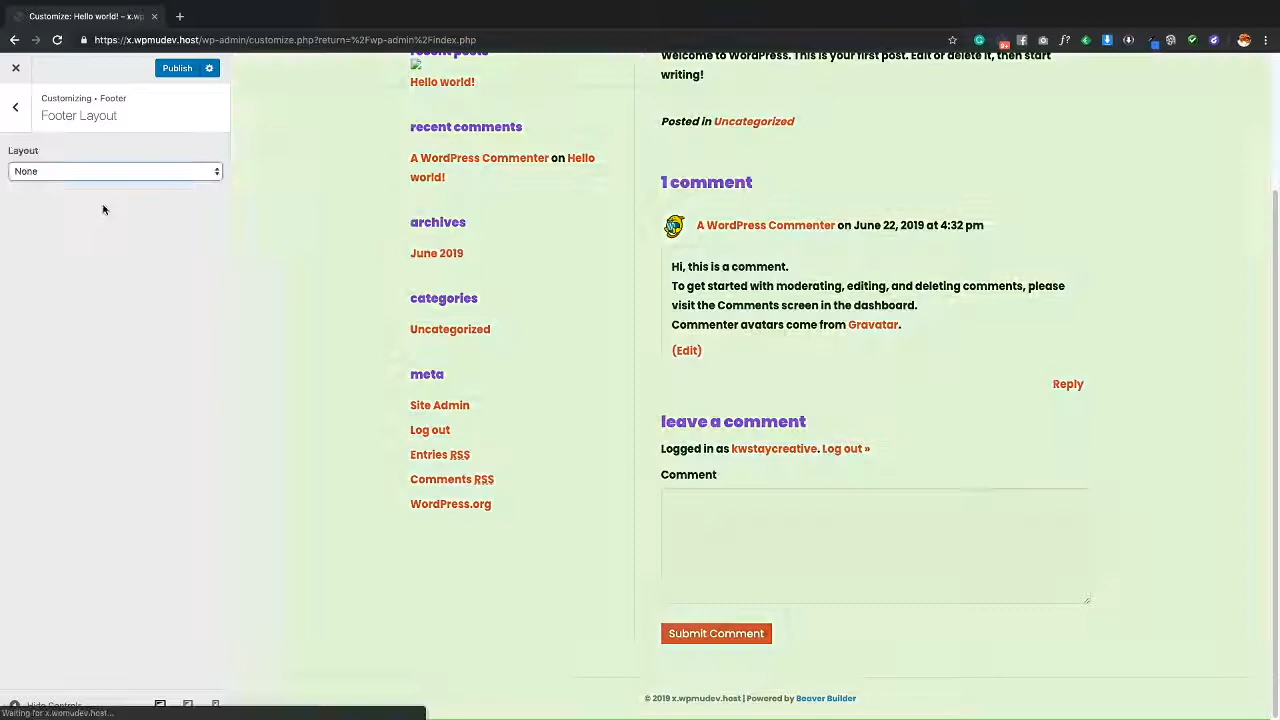 Customize: Hello World! – x.wp
https://x.wpmudev.host/wp-admin/customize.php?return=%2Fwp-admin%2Findex.php
Publish
Customizing • Footer
Footer Layout
Layout
None
Hide Controls
Waiting for x.wpmudev.host...
recent posts
Hello world!
recent comments
A WordPress Commenter on Hello
world!
archives
June 2019
categories
Uncategorized
meta
Site Admin
Log out
Entries RSS
Comments RSS
WordPress.org
Welcome to WordPress. This is your first post. Edit or delete it, then start
writing!
Posted in Uncategorized
1 comment
A WordPress Commenter on June 22, 2019 at 4:32 pm
Hi, this is a comment.
To get started with moderating, editing, and deleting comments, please
visit the Comments screen in the dashboard.
Commenter avatars come from Gravatar.
(Edit)
Reply
leave a comment
Logged in as kwstaycreative. Log out »
Comment
Submit Comment
© 2019 x.wpmudev.host | Powered by Beaver Builder